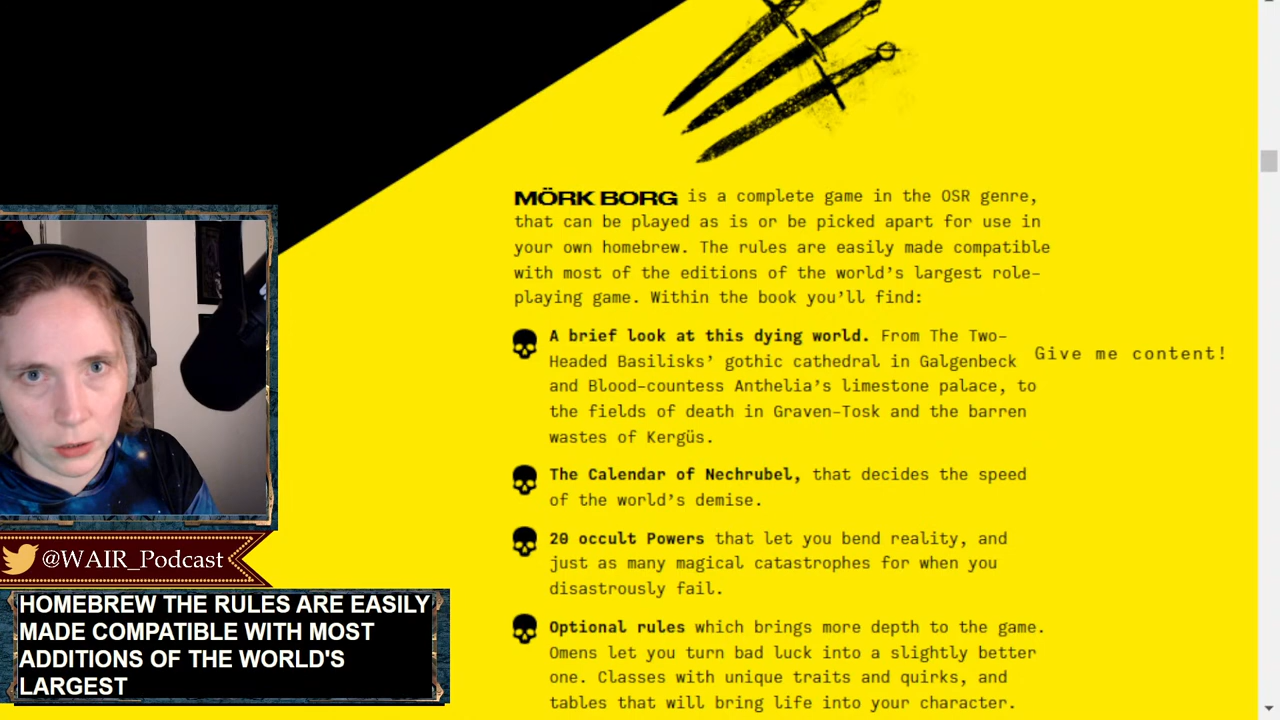 MÖRK BORG is a complete game in the OSR genre,
that can be played as is or be picked apart for use in
your own homebrew. The rules are easily made compatible
with most of the editions of the world's largest role-
playing game. Within the book you'll find:
A brief look at this dying world. From The Two-
Headed Basilisks' gothic cathedral in Galgenbeck
and Blood-countess Anthelia's limestone palace, to
the fields of death in Graven-Tosk and the barren
wastes of Kergüs.
The Calendar of Nechrubel, that decides the speed
of the world's demise.
20 occult Powers that let you bend reality, and
just as many magical catastrophes for when you
disastrously fail.
Optional rules which brings more depth to the game.
Omens let you turn bad luck into a slightly better
one. Classes with unique traits and quirks, and
tables that will bring life into your character.
Give me content!
@WAIR_Podcast
HOMEBREW THE RULES ARE EASILY
MADE COMPATIBLE WITH MOST
ADDITIONS OF THE WORLD'S
LARGEST